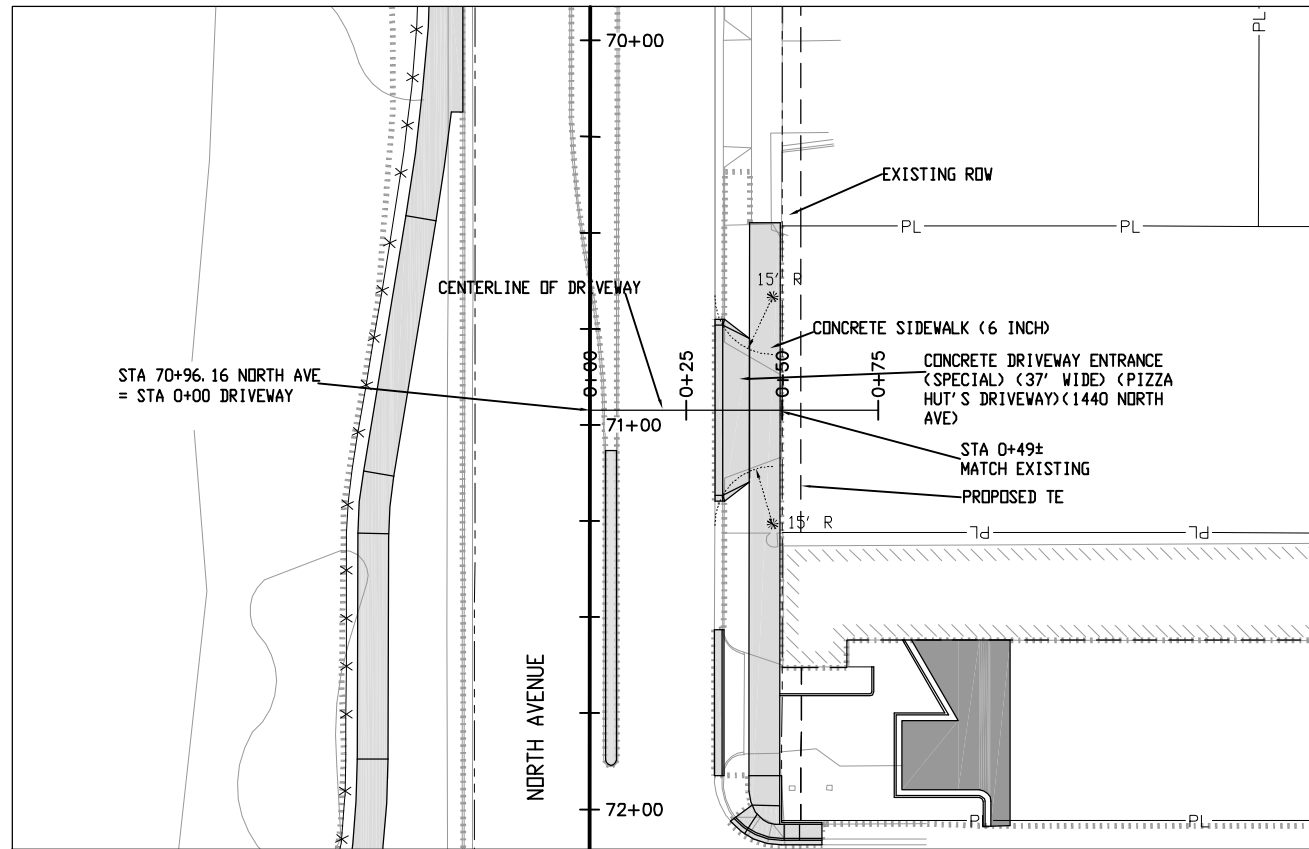 PL
70+00
EXISTING ROW
PL
PL
15' R
CENTERLINE OF DRIVEWAY
CONCRETE SIDEWALK (6 INCH)
0+00
0+25
0+50
0+75
CONCRETE DRIVEWAY ENTRANCE
(SPECIAL) (37' WIDE) (PIZZA
HUT'S DRIVEWAY)(1440 NORTH
AVE)
STA 70+96.16 NORTH AVE
= STA 0+00 DRIVEWAY
71+00
STA 0+49±
MATCH EXISTING
PROPOSED TE
15' R
PL
PL
NORTH AVENUE
72+00
PL
PL